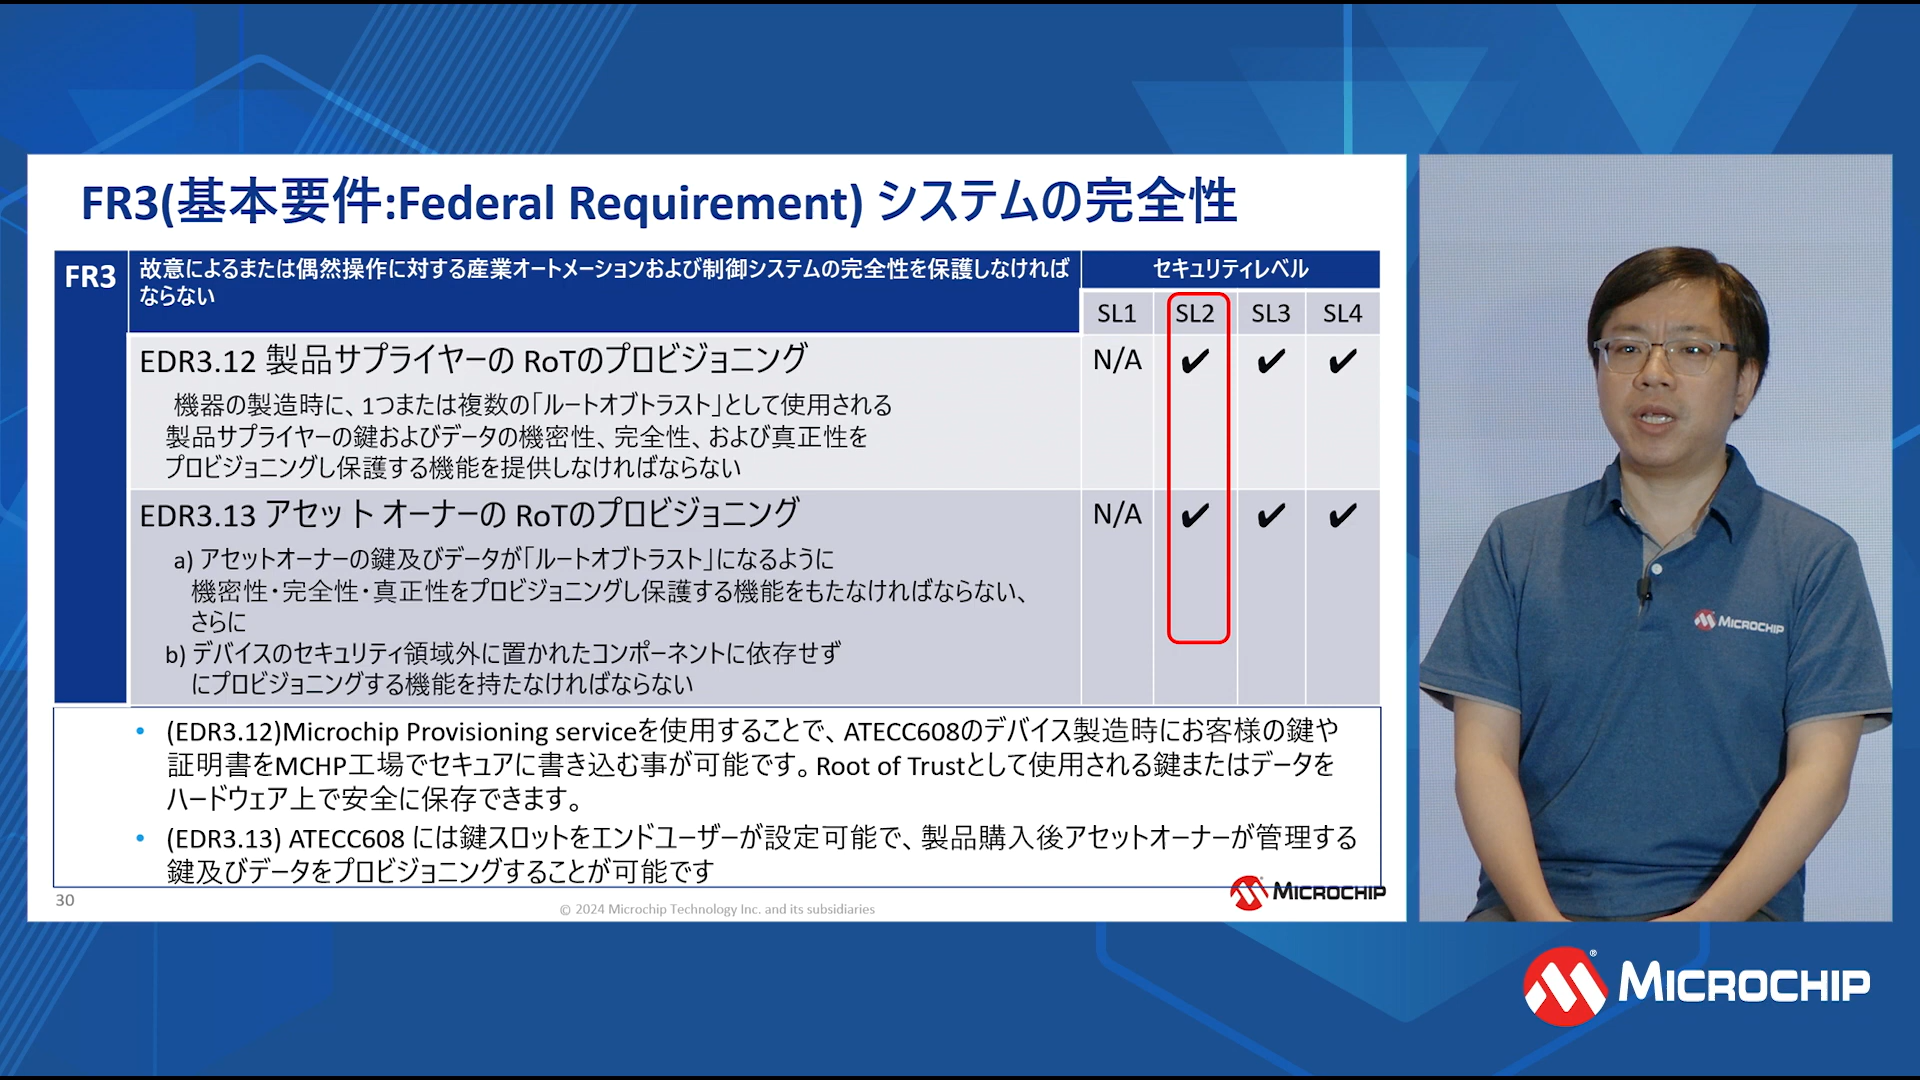 FR3(基本要件:Federal Requirement) システムの完全性
FR3
故意によるまたは偶然操作に対する産業オートメーションおよび制御システムの完全性を保護しなければ
ならない
セキュリティレベル
SL1 SL2 SL3 SL4
EDR3.12 製品サプライヤーの RoTのプロビジョニング
N/A ✔ ✔ ✔
機器の製造時に、1つまたは複数の「ルートオブトラスト」として使用される
製品サプライヤーの鍵およびデータの機密性、完全性、および真正性を
プロビジョニングし保護する機能を提供しなければならない
EDR3.13 アセット オーナーの RoTのプロビジョニング
N/A ✔ ✔ ✔
a) アセットオーナーの鍵及びデータが「ルートオブトラスト」になるように
機密性・完全性・真正性をプロビジョニングし保護する機能をもたなければならない、
さらに
b) デバイスのセキュリティ領域外に置かれたコンポーネントに依存せず
にプロビジョニングする機能を持たなければならない
• (EDR3.12)Microchip Provisioning serviceを使用することで、ATECC608のデバイス製造時にお客様の鍵や
証明書をMCHP工場でセキュアに書き込む事が可能です。Root of Trustとして使用される鍵またはデータを
ハードウェア上で安全に保存できます。
• (EDR3.13) ATECC608 には鍵スロットをエンドユーザーが設定可能で、製品購入後アセットオーナーが管理する
鍵及びデータをプロビジョニングすることが可能です
30
© 2024 Microchip Technology Inc. and its subsidiaries
MICROCHIP
MICROCHIP
MICROCHIP